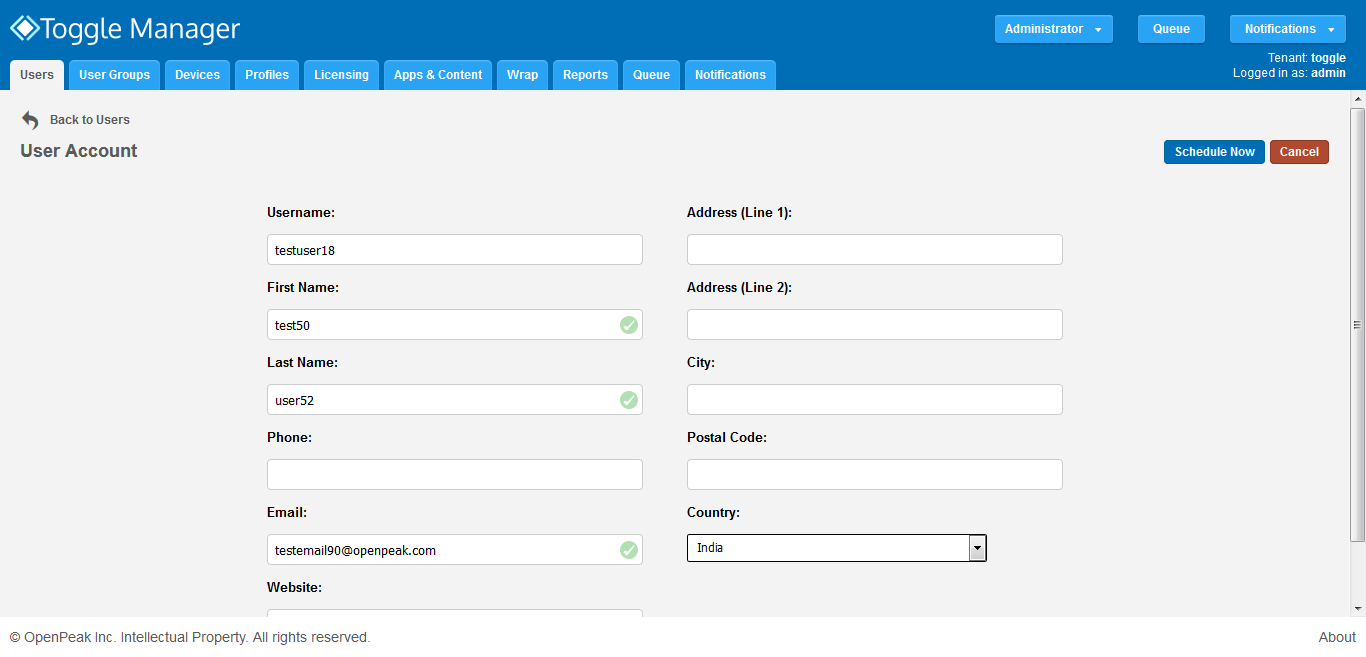 Toggle Manager
Administrator
Queue
Notifications
Tenant: toggle
Logged in as: admin
Users
User Groups
Devices
Profiles
Licensing
Apps & Content
Wrap
Reports
Queue
Notifications
Back to Users
User Account
Schedule Now
Cancel
Username:
testuser18
First Name:
test50
Last Name:
user52
Phone:
Email:
testemail90@openpeak.com
Website:
Address (Line 1):
Address (Line 2):
City:
Postal Code:
Country:
India
© OpenPeak Inc. Intellectual Property. All rights reserved.
About